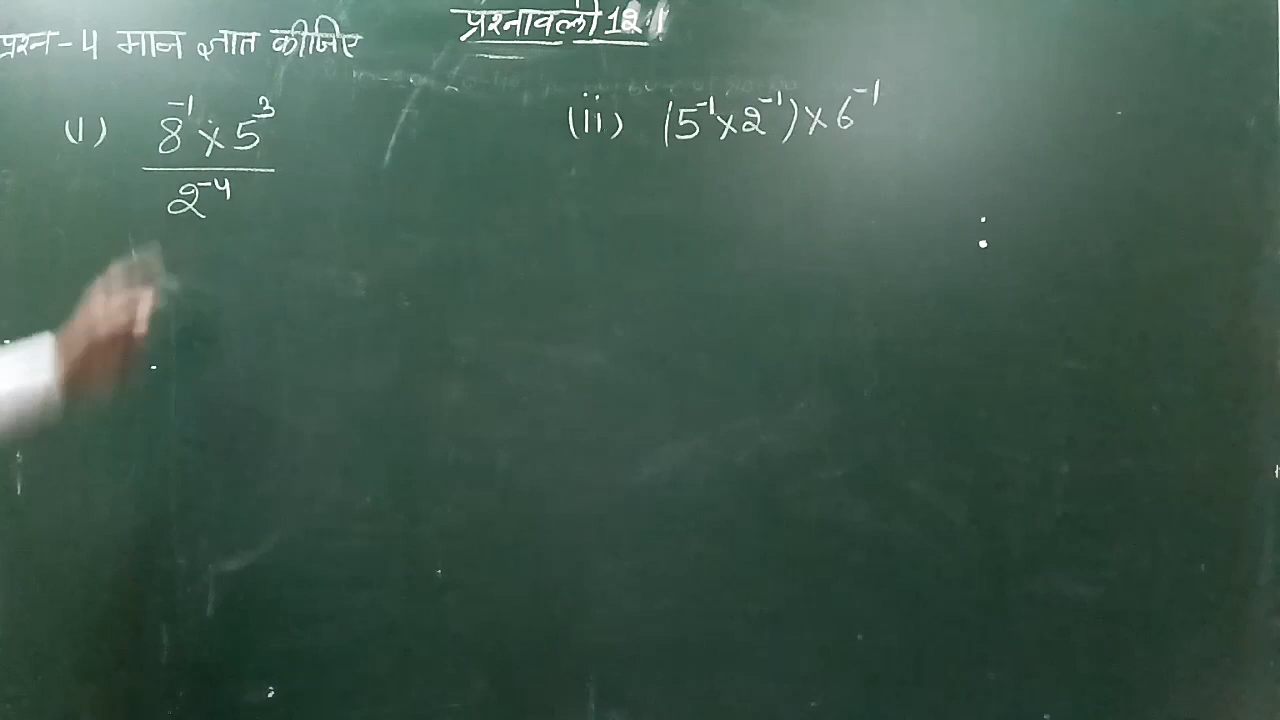 प्रश्नावली 12.1
प्रश्न-4 मान ज्ञात कीजिए
(i) 8⁻¹ × 5³ / 2⁻⁴
(ii) (5⁻¹ × 2⁻¹) × 6⁻¹